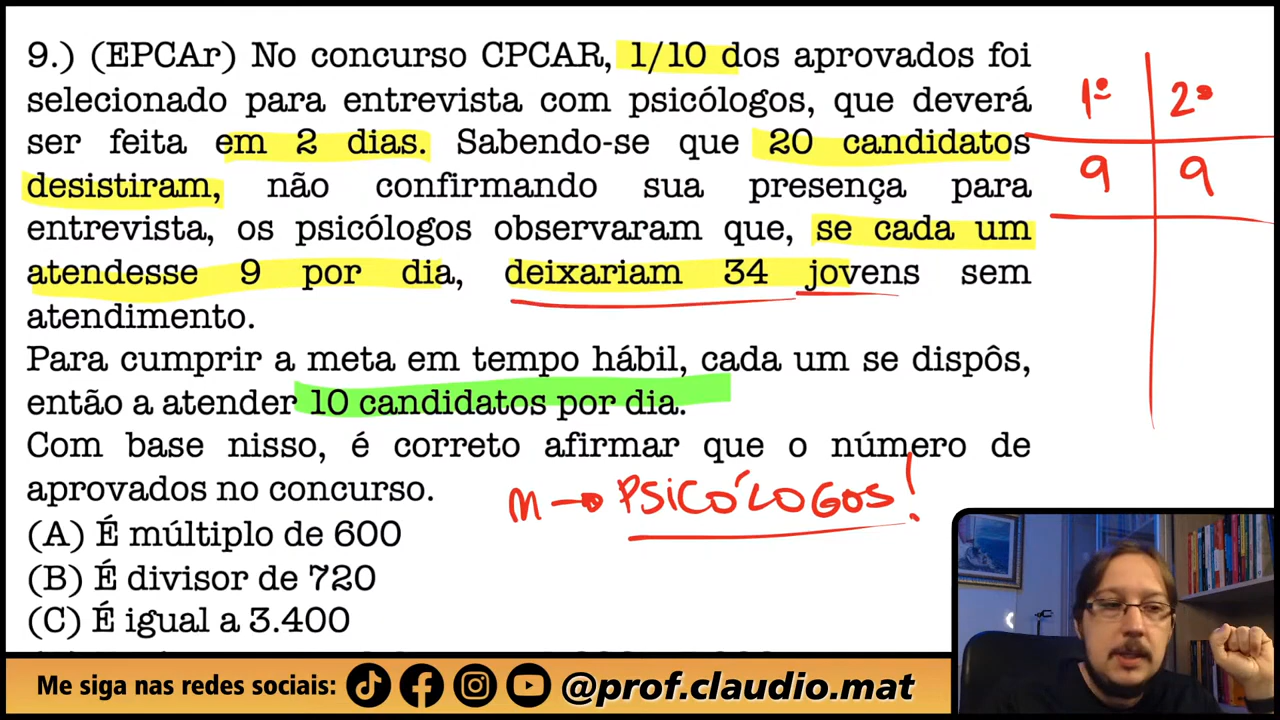 9.) (EPCAr) No concurso CPCAR, 1/10 dos aprovados foi
selecionado para entrevista com psicólogos, que deverá
ser feita em 2 dias. Sabendo-se que 20 candidatos
desistiram, não confirmando sua presença para
entrevista, os psicólogos observaram que, se cada um
atendesse 9 por dia, deixariam 34 jovens sem
atendimento.
Para cumprir a meta em tempo hábil, cada um se dispôs,
então a atender 10 candidatos por dia.
Com base nisso, é correto afirmar que o número de
aprovados no concurso.
(A) É múltiplo de 600
(B) É divisor de 720
(C) É igual a 3.400
1º 2º
9 9
n → PSICÓLOGOS!
Me siga nas redes sociais: @prof.claudio.mat